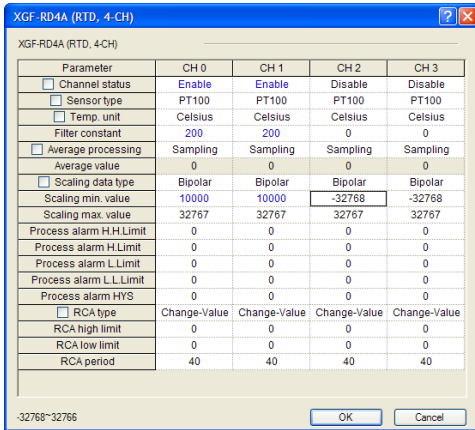 XGF-RD4A (RTD, 4-CH)
XGF-RD4A (RTD, 4-CH)
Parameter CH 0 CH 1 CH 2 CH 3
Channel status Enable Enable Disable Disable
Sensor type PT100 PT100 PT100 PT100
Temp. unit Celsius Celsius Celsius Celsius
Filter constant 200 200 0 0
Average processing Sampling Sampling Sampling Sampling
Average value 0 0 0 0
Scaling data type Bipolar Bipolar Bipolar Bipolar
Scaling min. value 10000 10000 -32768 -32768
Scaling max. value 32767 32767 32767 32767
Process alarm H.H.Limit 0 0 0 0
Process alarm H.Limit 0 0 0 0
Process alarm L.Limit 0 0 0 0
Process alarm L.L.Limit 0 0 0 0
Process alarm HYS 0 0 0 0
RCA type Change-Value Change-Value Change-Value Change-Value
RCA high limit 0 0 0 0
RCA low limit 0 0 0 0
RCA period 40 40 40 40
-32768~32766 OK Cancel